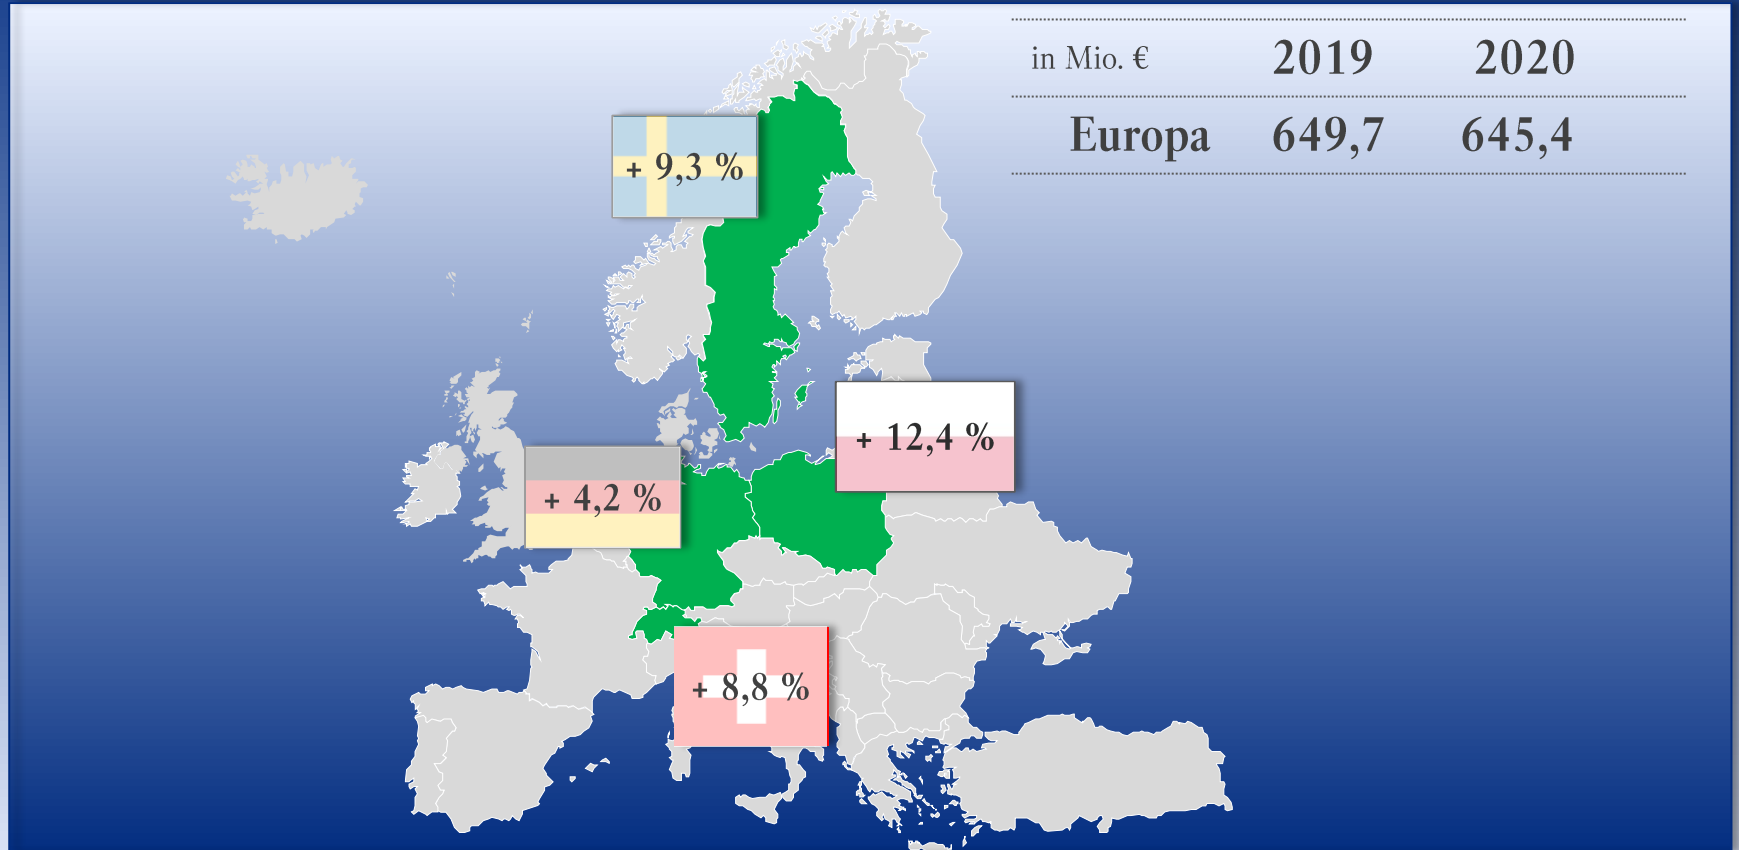 in Mio. € 2019 2020
Europa 649,7 645,4
+ 9,3 %
+ 12,4 %
+ 4,2 %
+ 8,8 %